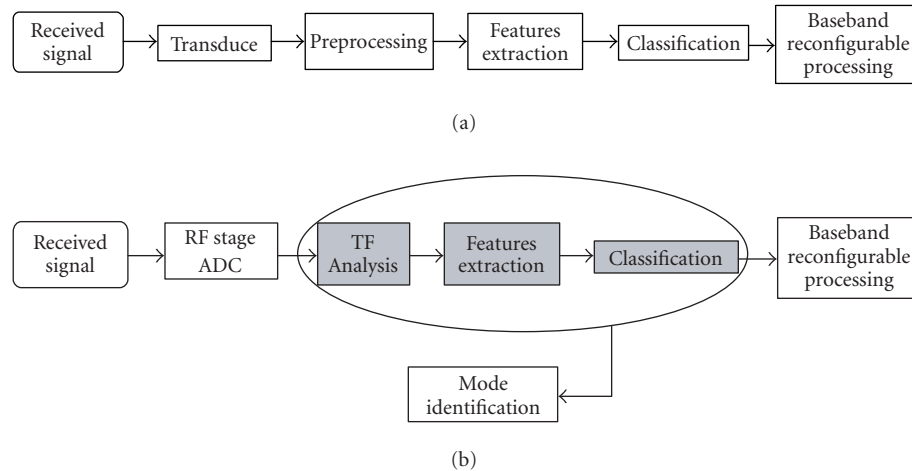 Received
signal
Transduce
Preprocessing
Features
extraction
Classification
Baseband
reconfigurable
processing
(a)
Received
signal
RF stage
ADC
TF
Analysis
Features
extraction
Classification
Baseband
reconfigurable
processing
Mode
identification
(b)